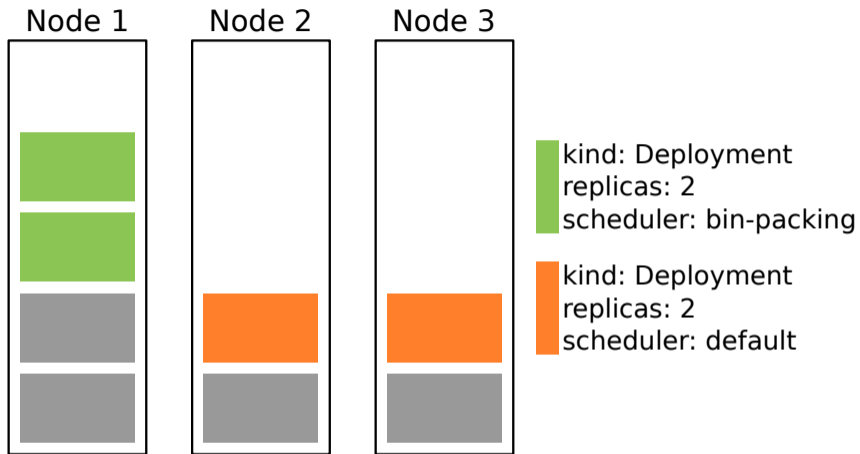 Node 1
Node 2
Node 3
kind: Deployment
replicas: 2
scheduler: bin-packing
kind: Deployment
replicas: 2
scheduler: default